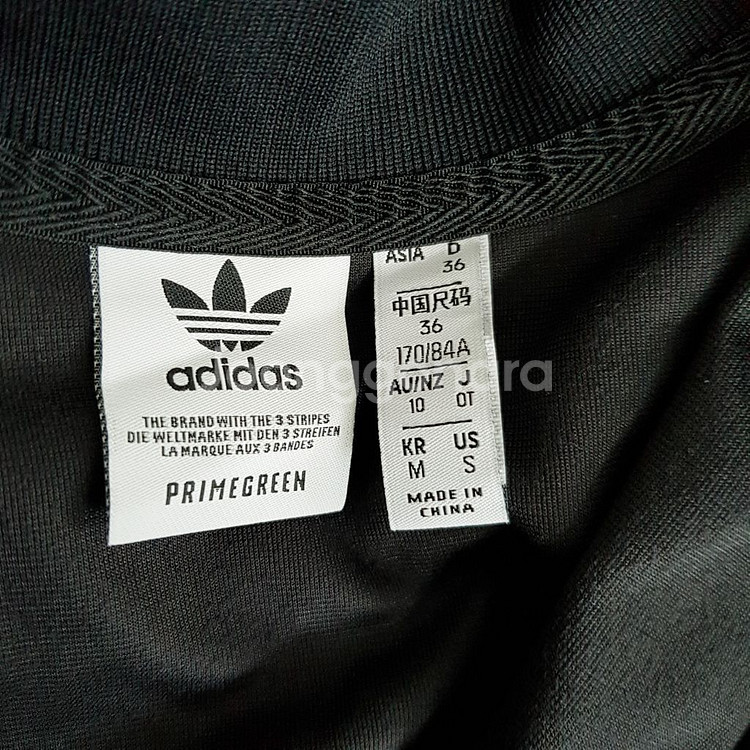 adidas
THE BRAND WITH THE 3 STRIPES
DIE WELTMARKE MIT DEN 3 STREIFEN
LA MARQUE AUX 3 BANDES
PRIMEGREEN
ASIA D
36
中国尺码
36
170/84A
AU/NZ J
10 OT
KR US
M S
MADE IN
CHINA